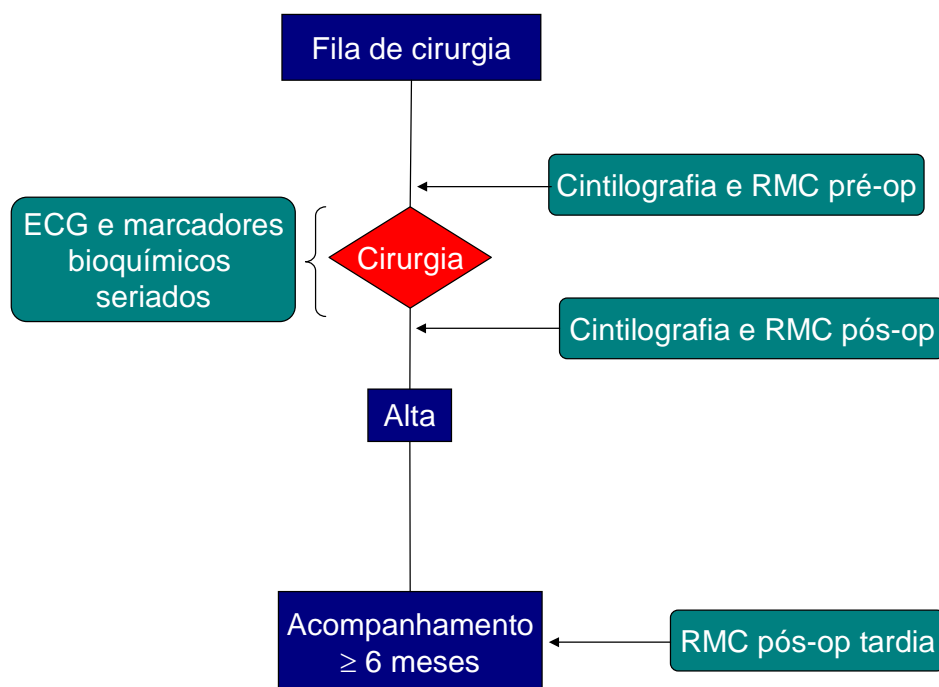 Fila de cirurgia
Cintilografia e RMC pré-op
ECG e marcadores
bioquímicos
seriados
Cirurgia
Cintilografia e RMC pós-op
Alta
Acompanhamento
≥ 6 meses
RMC pós-op tardia